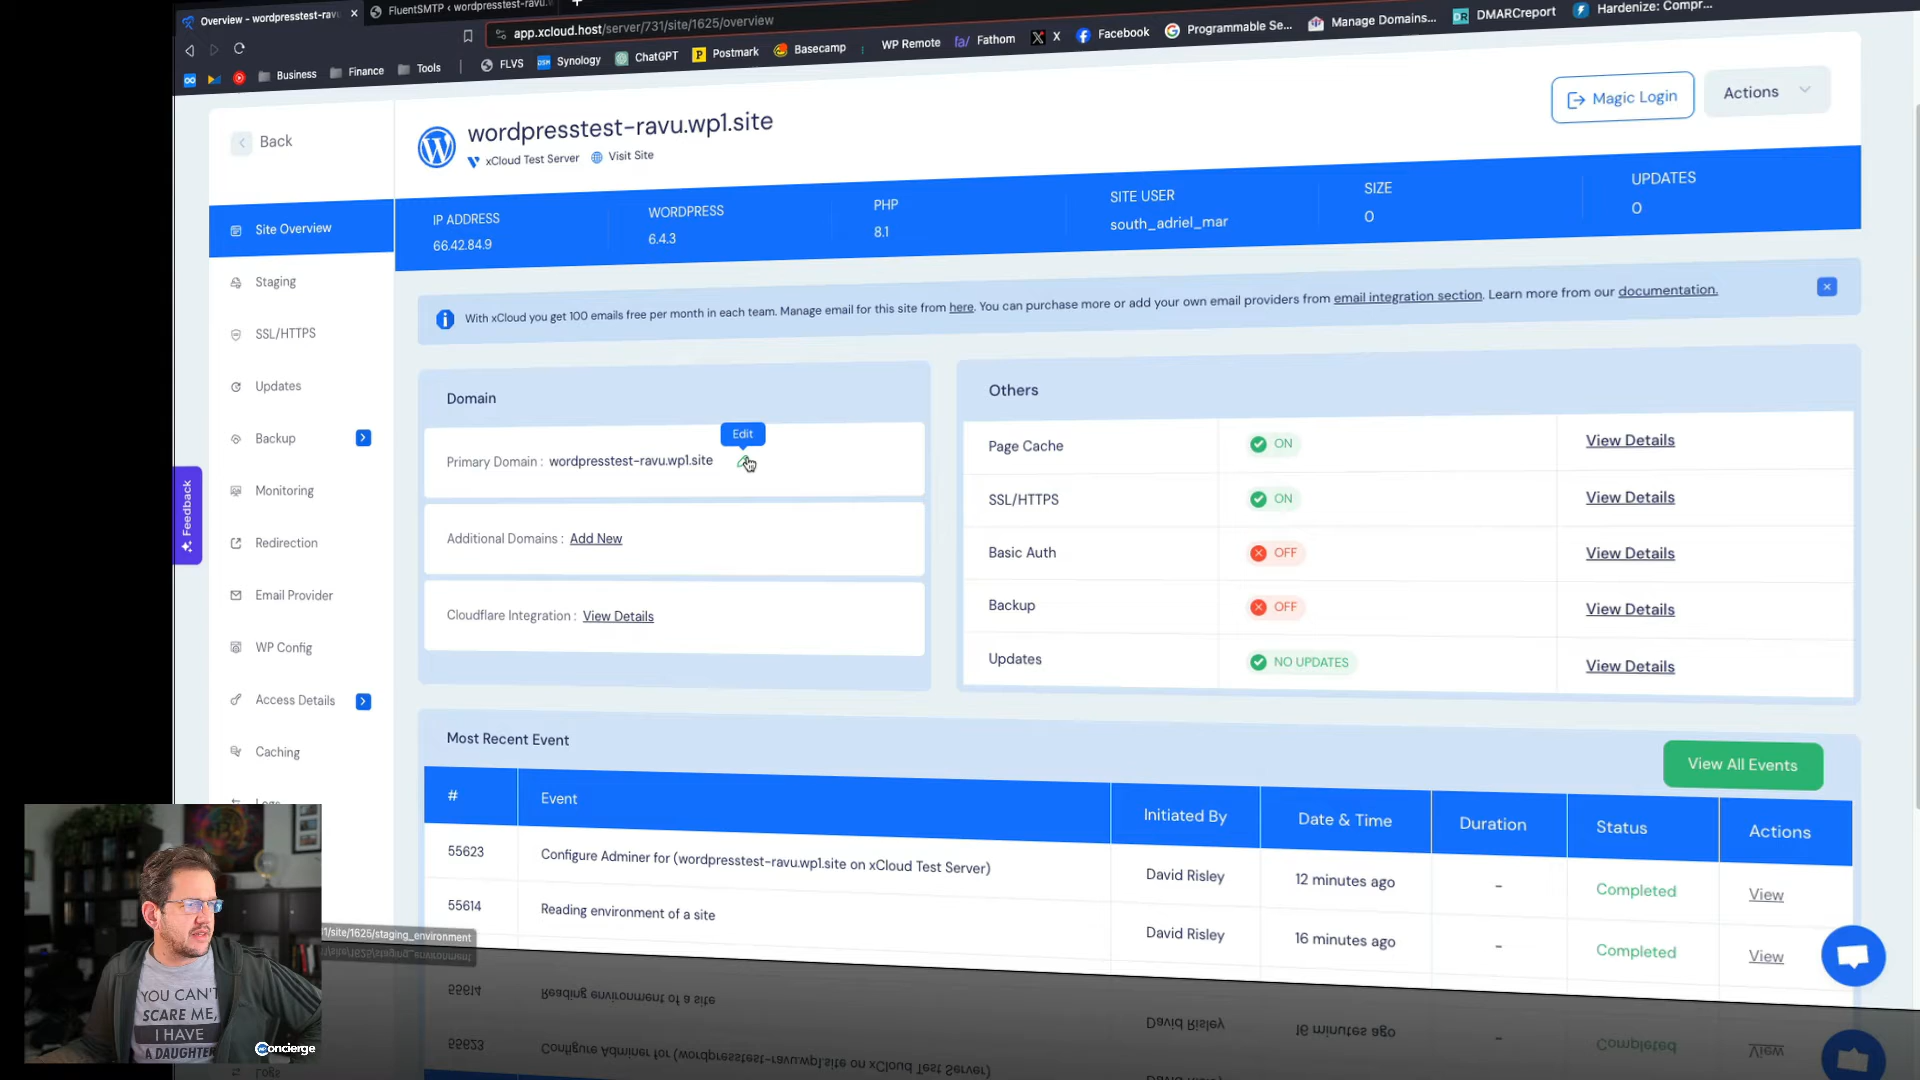 Overview - wordpresstest-ravu
FluentSMTP ‹ wordpresstest-ravu.
app.xcloud.host/server/731/site/1625/overview
Business
Finance
Tools
FLVS
Synology
ChatGPT
Postmark
Basecamp
WP Remote
Fathom
X
Facebook
Programmable Se...
Manage Domains...
DMARCreport
Hardenize: Compr...
Back
wordpresstest-ravu.wp1.site
xCloud Test Server
Visit Site
Magic Login
Actions
IP ADDRESS
66.42.84.9
WORDPRESS
6.4.3
PHP
8.1
SITE USER
south_adriel_mar
SIZE
0
UPDATES
0
Site Overview
Staging
SSL/HTTPS
Updates
Backup
Monitoring
Redirection
Email Provider
WP Config
Access Details
Caching
Logs
Feedback
With xCloud you get 100 emails free per month in each team. Manage email for this site from here. You can purchase more or add your own email providers from email integration section. Learn more from our documentation.
Domain
Edit
Primary Domain : wordpresstest-ravu.wp1.site
Additional Domains : Add New
Cloudflare Integration : View Details
Others
Page Cache ON View Details
SSL/HTTPS ON View Details
Basic Auth OFF View Details
Backup OFF View Details
Updates NO UPDATES View Details
Most Recent Event
View All Events
# Event Initiated By Date & Time Duration Status Actions
55623 Configure Adminer for (wordpresstest-ravu.wp1.site on xCloud Test Server) David Risley 12 minutes ago - Completed View
55614 Reading environment of a site David Risley 16 minutes ago - Completed View
1/site/1625/staging_environment
YOU CAN'T
SCARE ME,
I HAVE
A DAUGHTER
Concierge